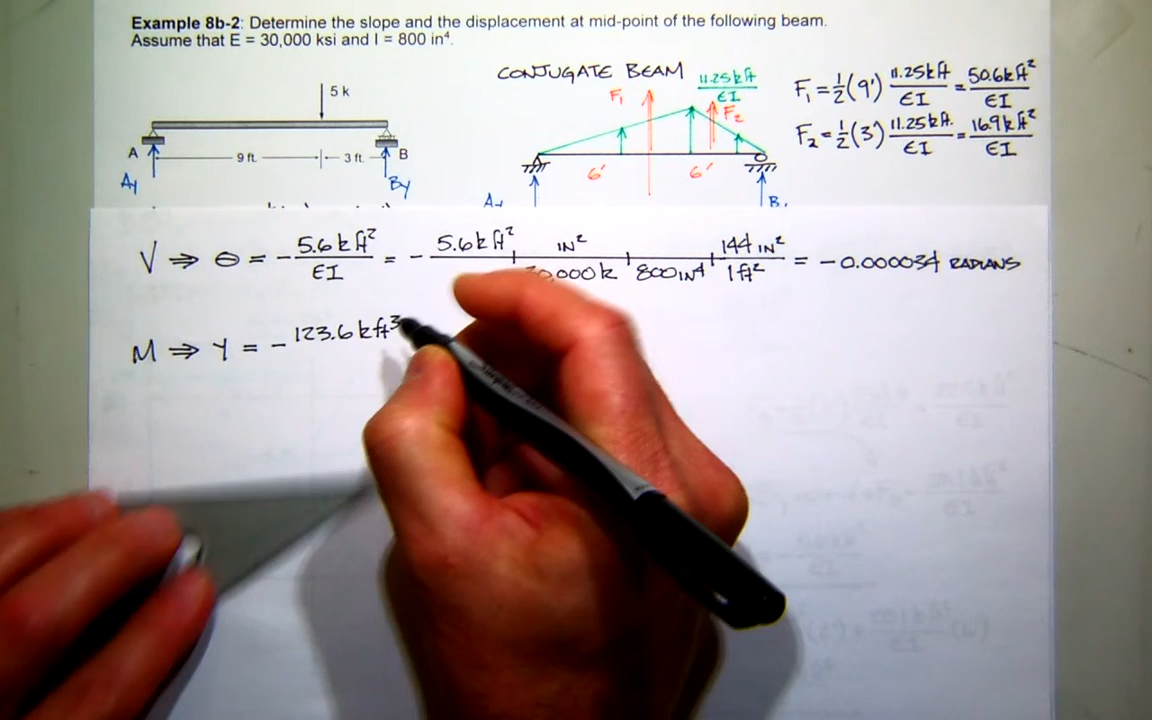 Example 8b-2: Determine the slope and the displacement at mid-point of the following beam.
Assume that E = 30,000 ksi and I = 800 in⁴.
CONJUGATE BEAM
11.25kft/EI
F₁ = ½(9') 11.25kft/EI = 50.6kft²/EI
F₂ = ½(3') 11.25kft./EI = 16.9kft²/EI
5 k
F₁
F₂
A
9 ft.
3 ft.
B
Ay
By
6'
6'
V ⇒ θ = - 5.6kft²/EI = - 5.6kft² | IN² | 144 IN² / 30,000k | 800IN⁴ | 1ft² = -0.000034 RADIANS
M ⇒ Y = - 123.6kft³